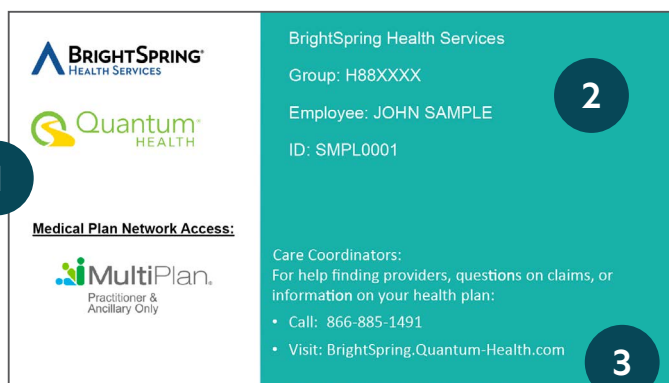 BRIGHTSPRING®
HEALTH SERVICES
Quantum®
HEALTH
Medical Plan Network Access:
MultiPlan®
Practitioner &
Ancillary Only
BrightSpring Health Services
Group: H88XXXX
Employee: JOHN SAMPLE
ID: SMPL0001
2
Care Coordinators:
For help finding providers, questions on claims, or
information on your health plan:
• Call: 866-885-1491
• Visit: BrightSpring.Quantum-Health.com
3